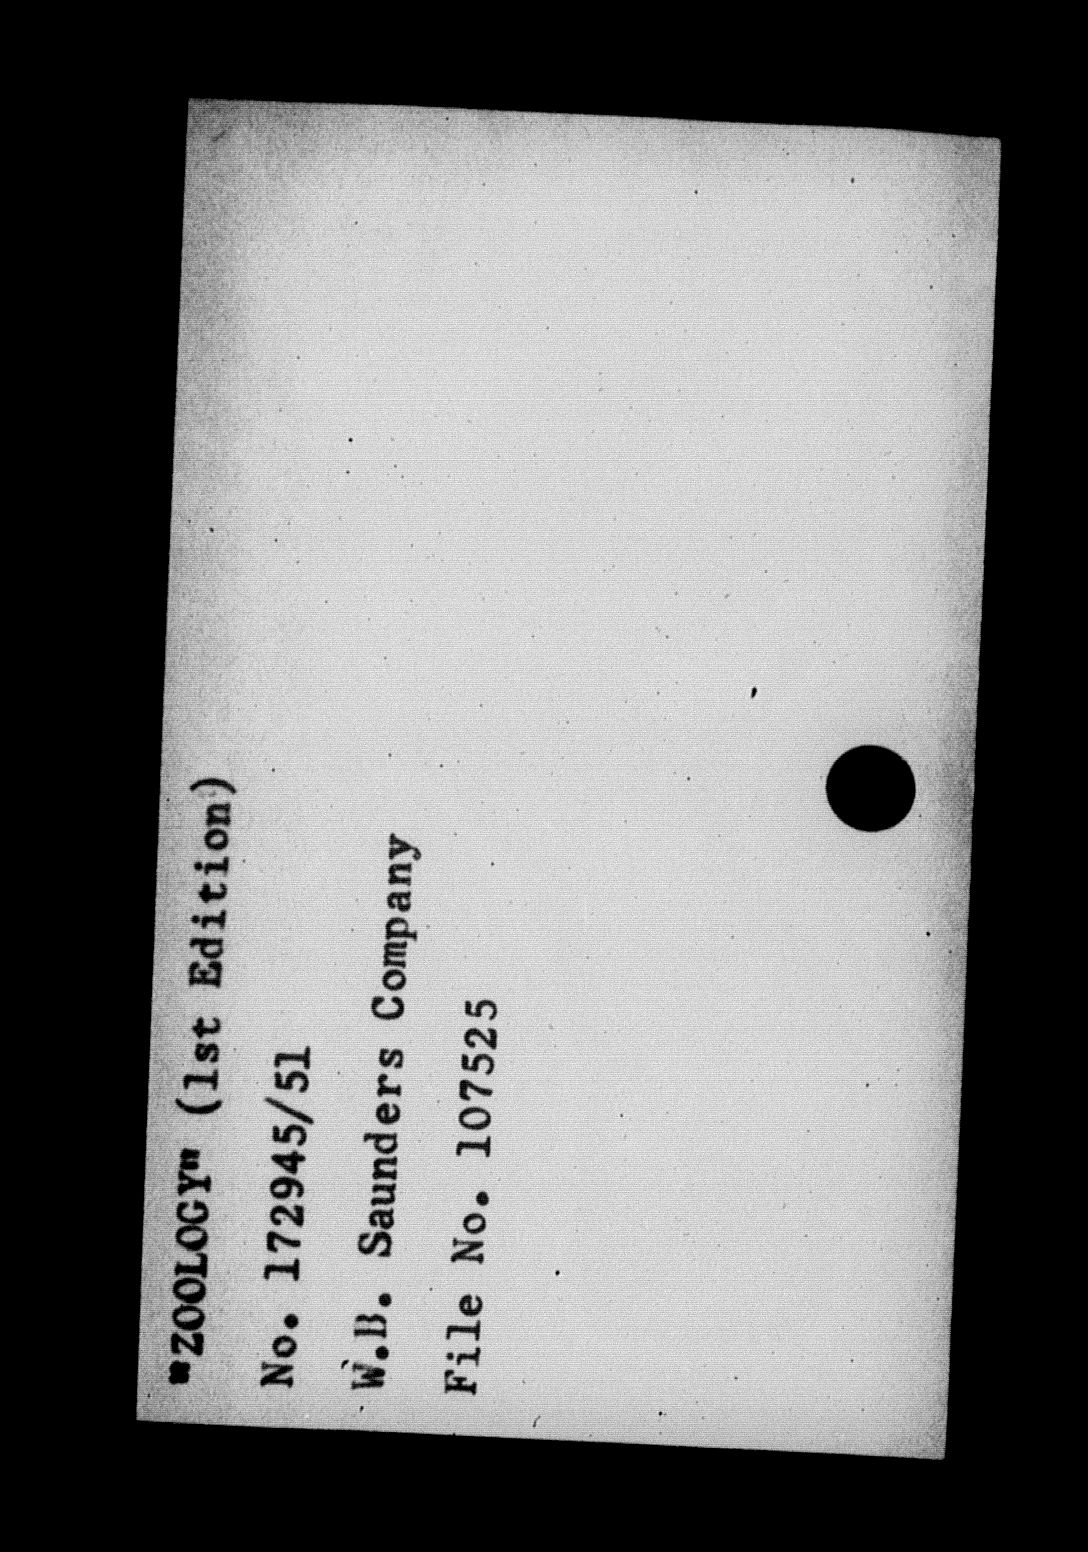 "ZOOLOGY" (1st Edition)
No. 172945/51
W.B. Saunders Company
File No. 107525